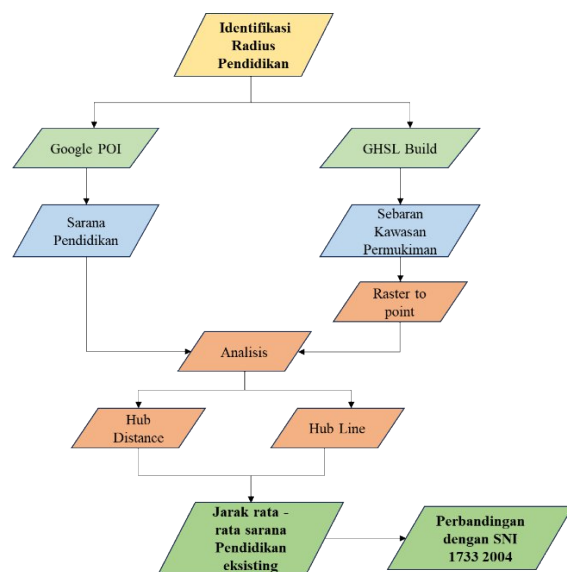 Identifikasi
Radius
Pendidikan
Google POI
GHSL Build
Sarana
Pendidikan
Sebaran
Kawasan
Permukiman
Raster to
point
Analisis
Hub
Distance
Hub Line
Jarak rata -
rata sarana
Pendidikan
eksisting
Perbandingan
dengan SNI
1733 2004